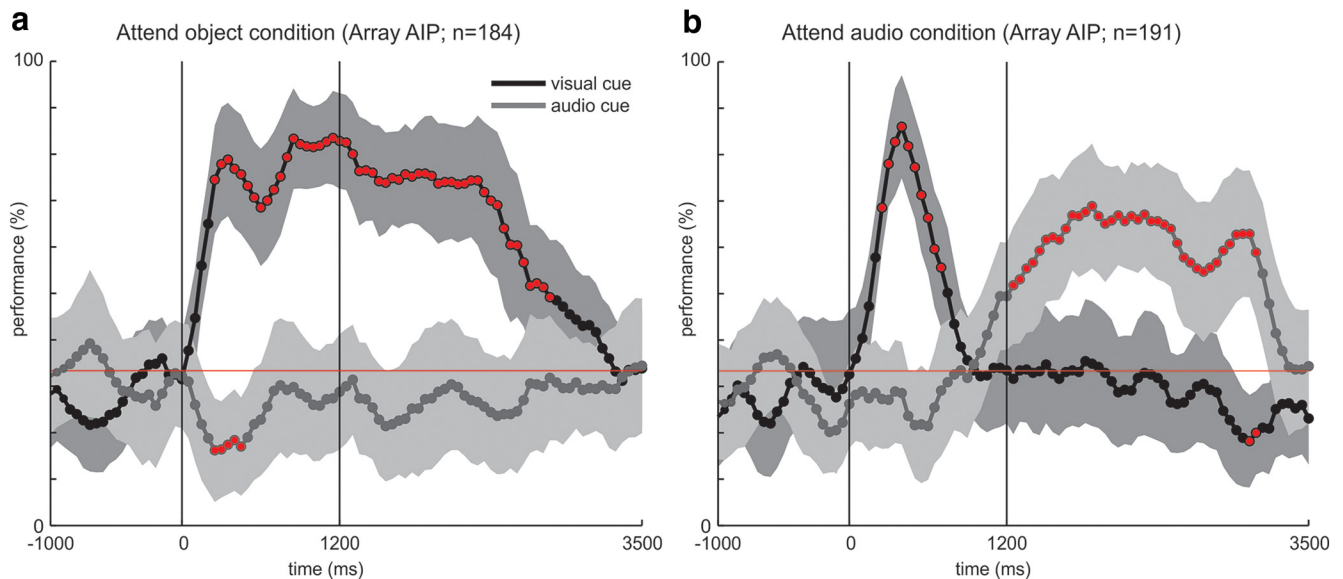 a
Attend object condition (Array AIP; n=184)
100
performance (%)
0
visual cue
audio cue
-1000
0
1200
3500
time (ms)
b
Attend audio condition (Array AIP; n=191)
100
performance (%)
0
-1000
0
1200
3500
time (ms)